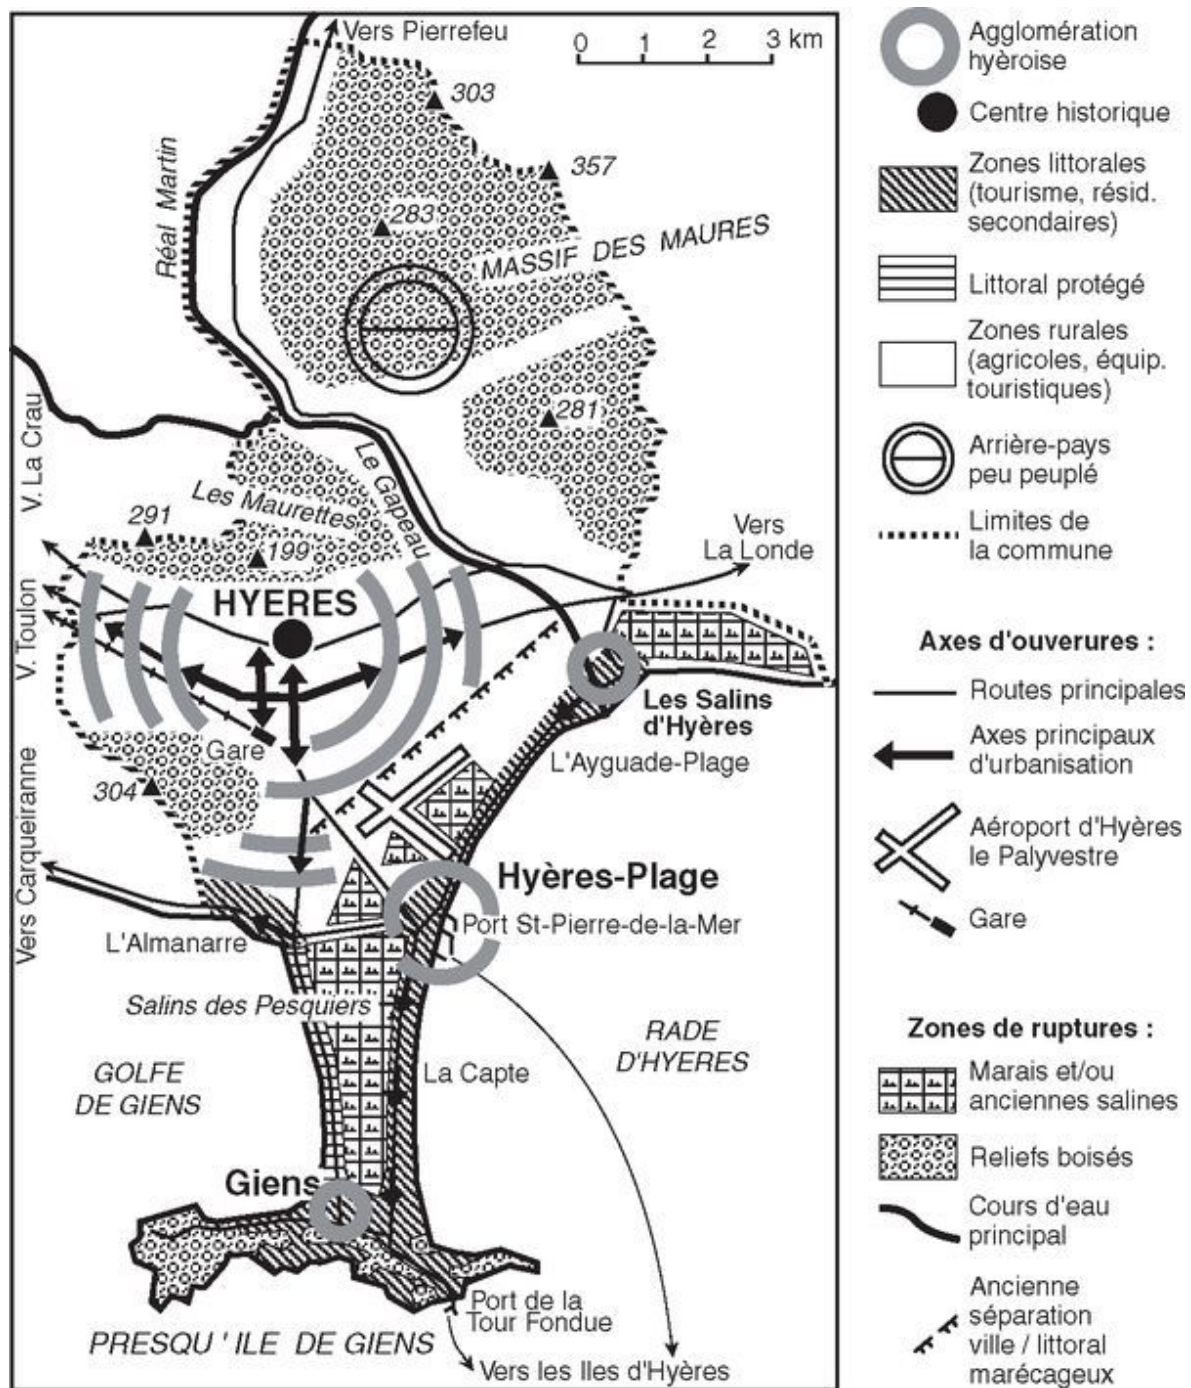 Vers Pierrefeu
0 1 2 3 km
303
357
Réal Martin
283
MASSIF DES MAURES
281
V. La Crau
Le Gapeau
Les Maurettes
291
199
Vers
La Londe
HYERES
V. Toulon
Les Salins
d'Hyères
Gare
L'Ayguade-Plage
304
Vers Carqueiranne
Hyères-Plage
Port St-Pierre-de-la-Mer
L'Almanarre
Salins des Pesquiers
RADE
D'HYERES
GOLFE
DE GIENS
La Capte
Giens
Port de la
Tour Fondue
PRESQU'ILE DE GIENS
Vers les Iles d'Hyères
Agglomération
hyèroise
Centre historique
Zones littorales
(tourisme, résid.
secondaires)
Littoral protégé
Zones rurales
(agricoles, équip.
touristiques)
Arrière-pays
peu peuplé
Limites de
la commune
Axes d'ouverures :
Routes principales
Axes principaux
d'urbanisation
Aéroport d'Hyères
le Palyvestre
Gare
Zones de ruptures :
Marais et/ou
anciennes salines
Reliefs boisés
Cours d'eau
principal
Ancienne
séparation
ville / littoral
marécageux